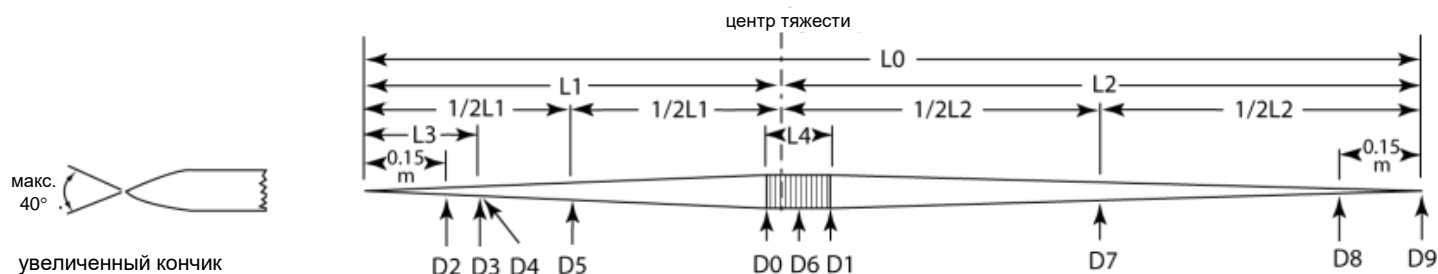 центр тяжести
L0
L1 L2
1/2L1 1/2L1 1/2L2 1/2L2
L3 L4
0.15 m 0.15 m
макс. 40°
увеличенный кончик
D2 D3 D4 D5 D0 D6 D1 D7 D8 D9